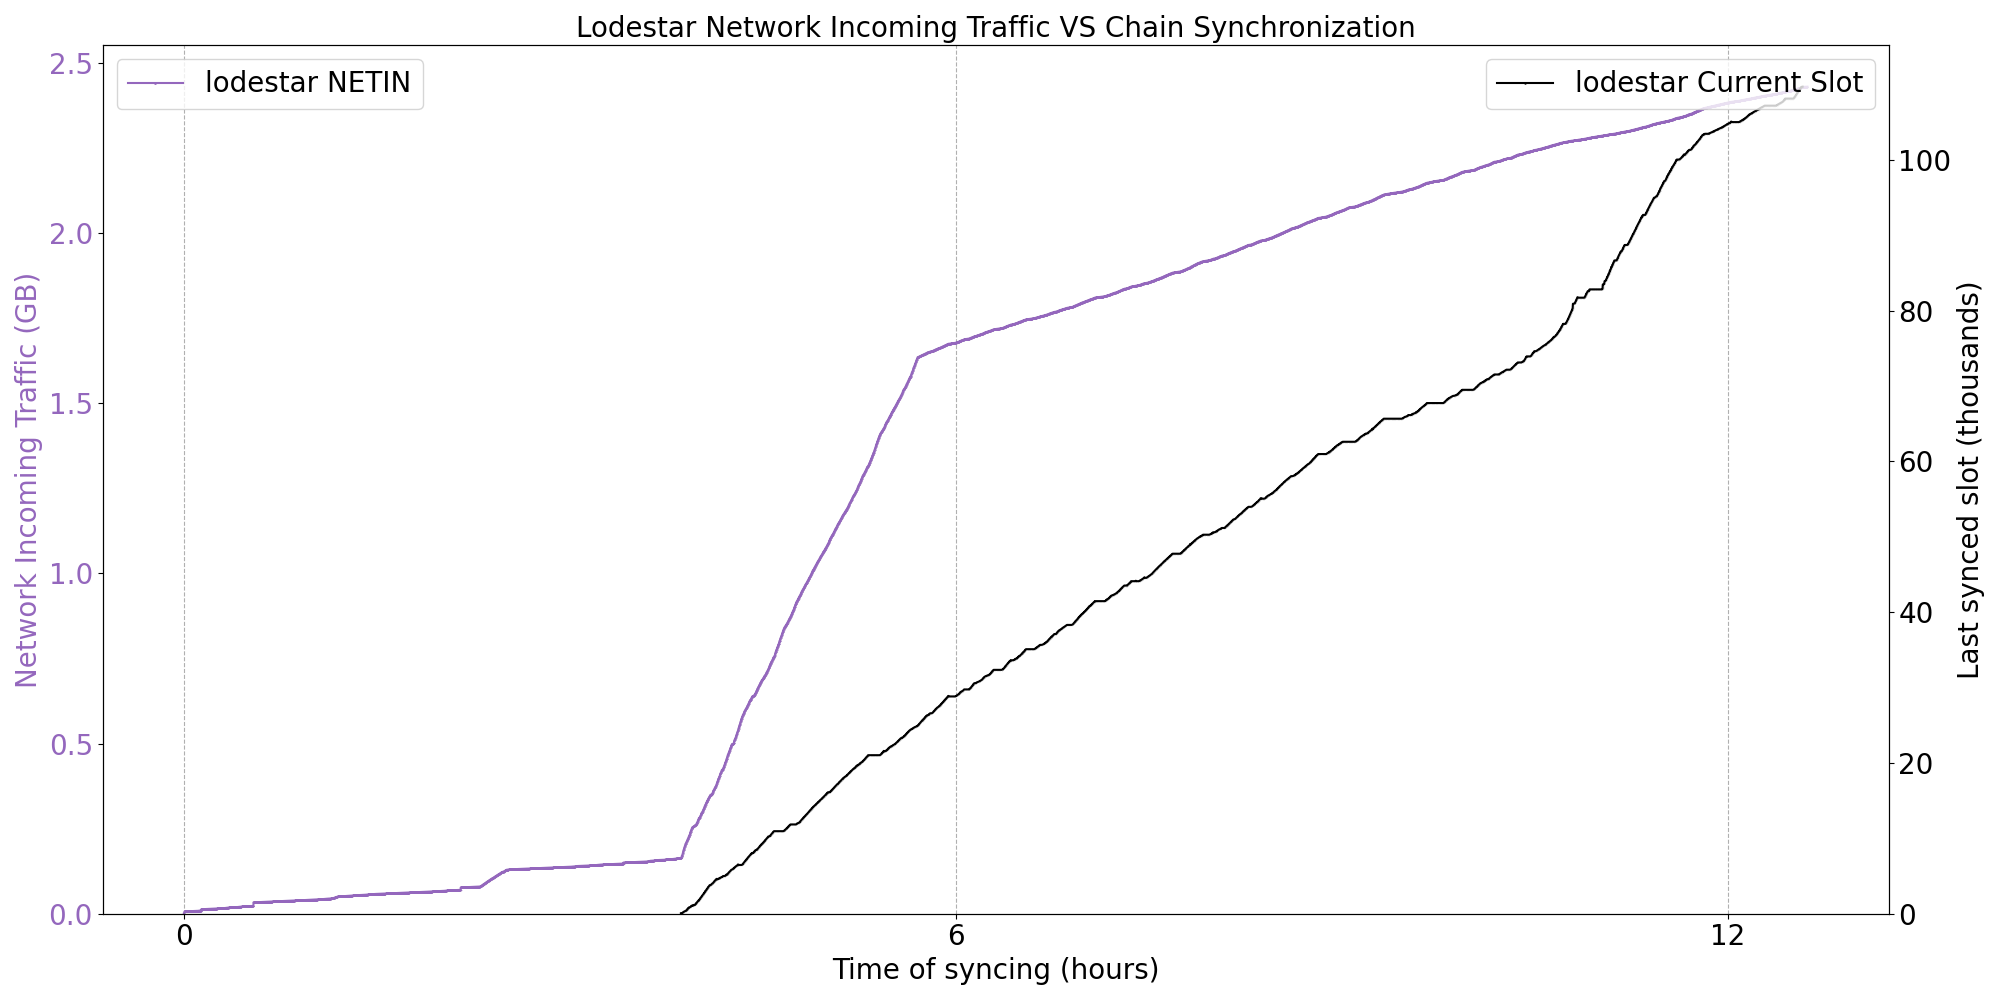 Lodestar Network Incoming Traffic VS Chain Synchronization
lodestar NETIN
lodestar Current Slot
Network Incoming Traffic (GB)
2.5
2.0
1.5
1.0
0.5
0.0
Last synced slot (thousands)
100
80
60
40
20
0
0 6 12
Time of syncing (hours)